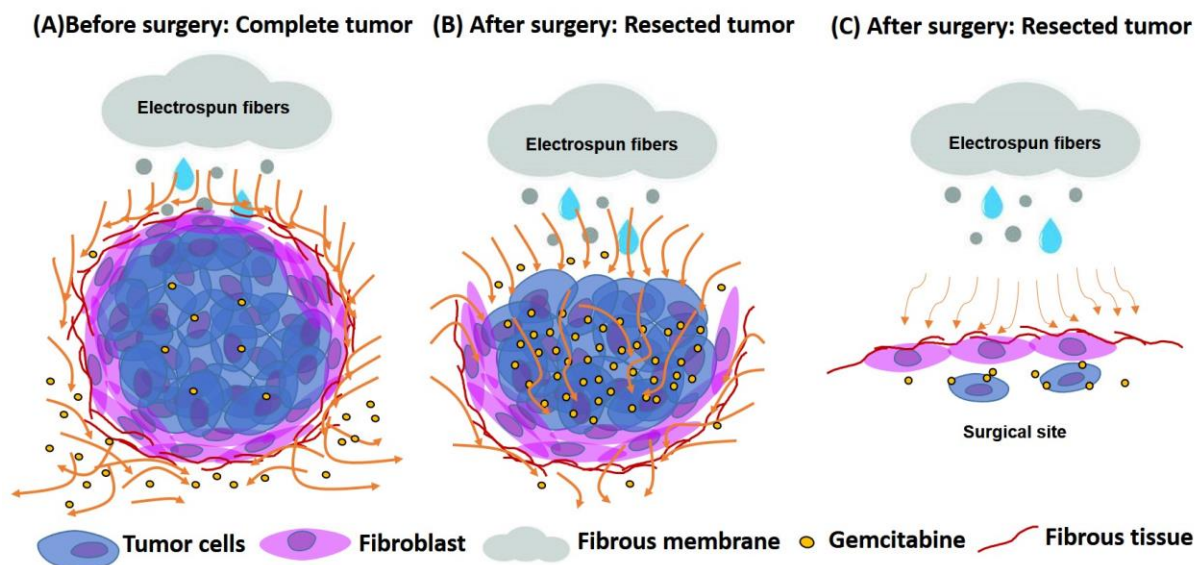 (A)Before surgery: Complete tumor
(B) After surgery: Resected tumor
(C) After surgery: Resected tumor
Electrospun fibers
Electrospun fibers
Electrospun fibers
Surgical site
Tumor cells
Fibroblast
Fibrous membrane
Gemcitabine
Fibrous tissue